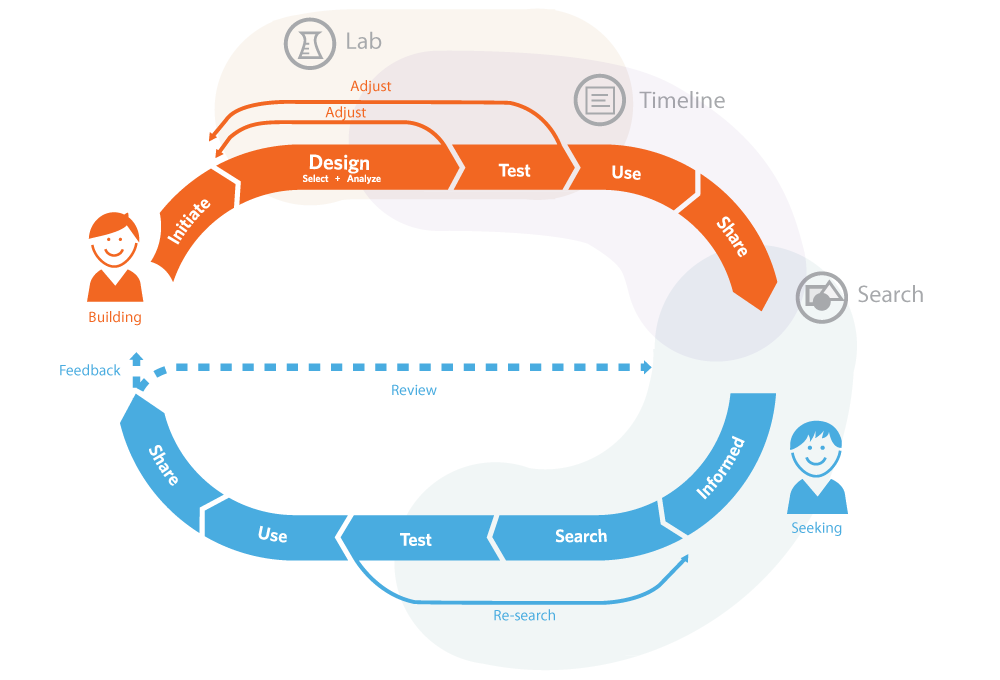 Lab
Timeline
Adjust
Adjust
Design
Select + Analyze
Test
Use
Initiate
Share
Building
Search
Feedback
Review
Share
Informed
Use
Test
Search
Seeking
Re-search